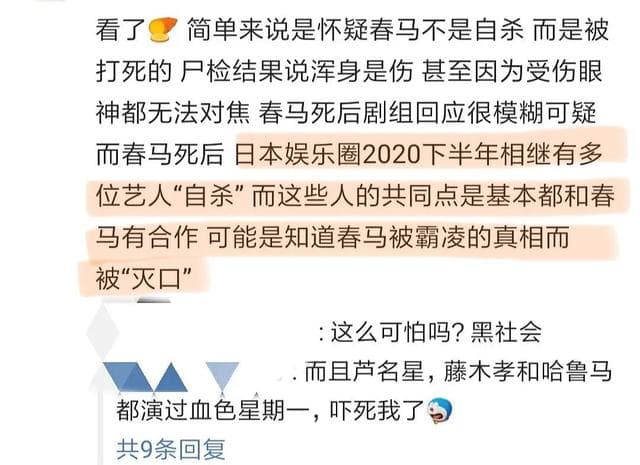 看了 简单来说是怀疑春马不是自杀 而是被
打死的 尸检结果说浑身是伤 甚至因为受伤眼
神都无法对焦 春马死后剧组回应很模糊可疑
而春马死后 日本娱乐圈2020下半年相继有多
位艺人“自杀” 而这些人的共同点是基本都和春
马有合作 可能是知道春马被霸凌的真相而
被“灭口”
: 这么可怕吗? 黑社会
: 而且芦名星, 藤木孝和哈鲁马
都演过血色星期一, 吓死我了
共9条回复